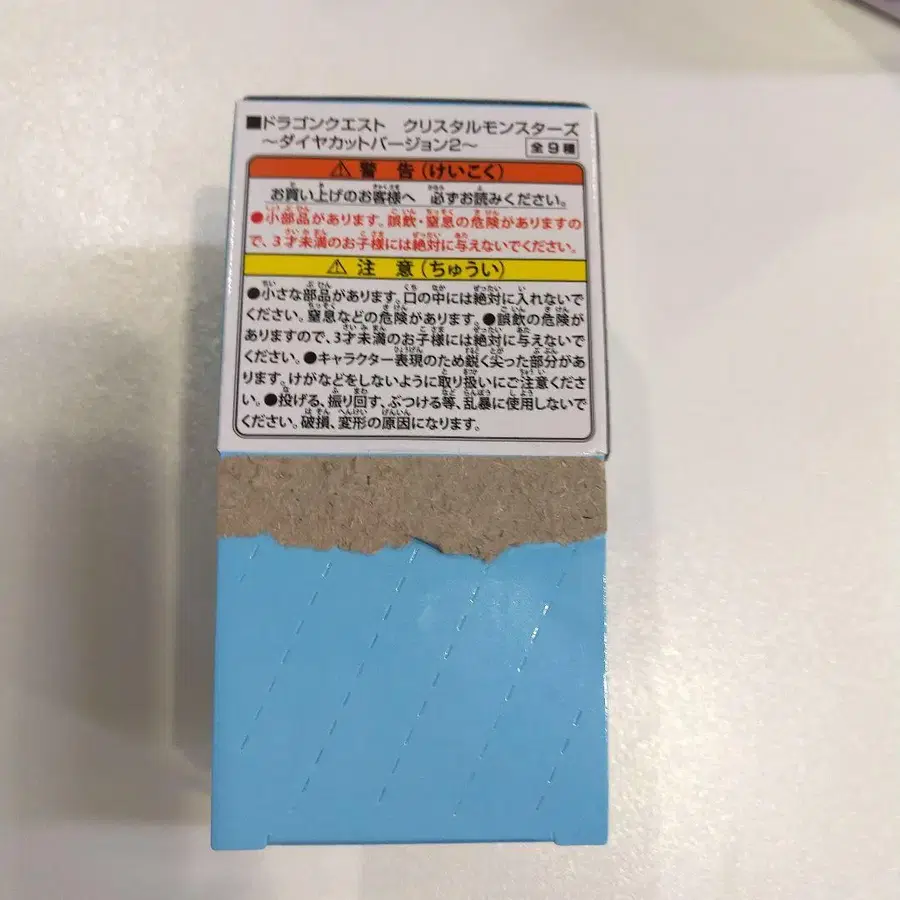 ■ドラゴンクエスト　クリスタルモンスターズ
～ダイヤカットバージョン2～　全9種
⚠ 警　告（けいこく）
お買い上げのお客様へ　必ずお読みください。
●小部品があります。誤飲・窒息の危険がありますの
で、3才未満のお子様には絶対に与えないでください。
⚠ 注　意（ちゅうい）
●小さな部品があります。口の中には絶対に入れないで
ください。窒息などの危険があります。●誤飲の危険が
ありますので、3才未満のお子様には絶対に与えないで
ください。●キャラクター表現のため鋭く尖った部分があ
ります。けがなどをしないように取り扱いにご注意くださ
い。●投げる、振り回す、ぶつける等、乱暴に使用しないで
ください。破損、変形の原因になります。